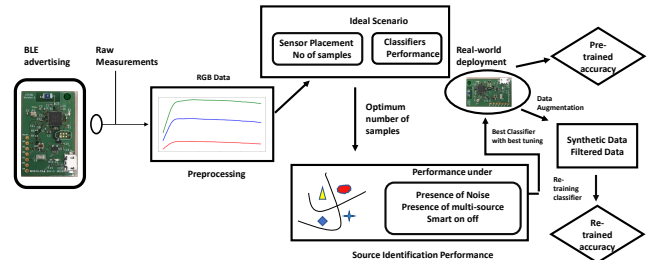 BLE
advertising
Raw
Measurements
RGB Data
Preprocessing
Ideal Scenario
Sensor Placement
No of samples
Classifiers
Performance
Optimum
number of
samples
Performance under
Presence of Noise
Presence of multi-source
Smart on off
Source Identification Performance
Real-world
deployment
Best Classifier
with best tuning
Pre-
trained
accuracy
Data
Augmentation
Synthetic Data
Filtered Data
Re-
training
classifier
Re-
trained
accuracy